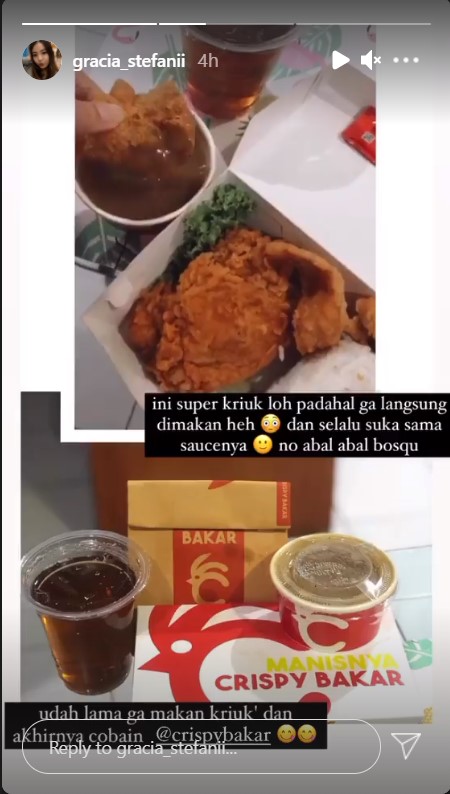 gracia_stefanii 4h
ini super kriuk loh padahal ga langsung
dimakan heh 😳 dan selalu suka sama
saucenya 🙂 no abal abal bosqu
BAKAR
MANISNYA
CRISPY BAKAR
udah lama ga makan kriuk² dan
akhirnya cobain @crispybakar 😋😋
Reply to gracia_stefanii...